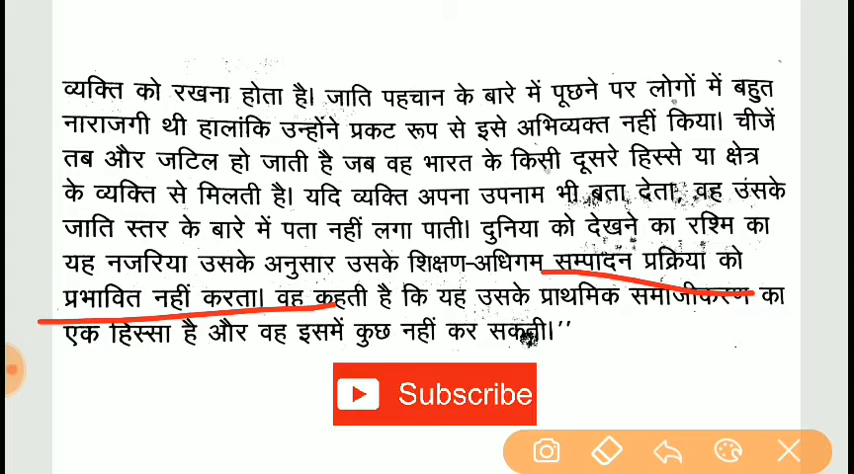 व्यक्ति को रखना होता है। जाति पहचान के बारे में पूछने पर लोगों में बहुत
नाराजगी थी हालांकि उन्होंने प्रकट रूप से इसे अभिव्यक्त नहीं किया। चीजें
तब और जटिल हो जाती है जब वह भारत के किसी दूसरे हिस्से या क्षेत्र
के व्यक्ति से मिलती है। यदि व्यक्ति अपना उपनाम भी बता देता, वह उसके
जाति स्तर के बारे में पता नहीं लगा पाती। दुनिया को देखने का रश्मि का
यह नजरिया उसके अनुसार उसके शिक्षण-अधिगम सम्पादन प्रक्रिया को
प्रभावित नहीं करता। वह कहती है कि यह उसके प्राथमिक समाजीकरण का
एक हिस्सा है और वह इसमें कुछ नहीं कर सकती।’’
Subscribe